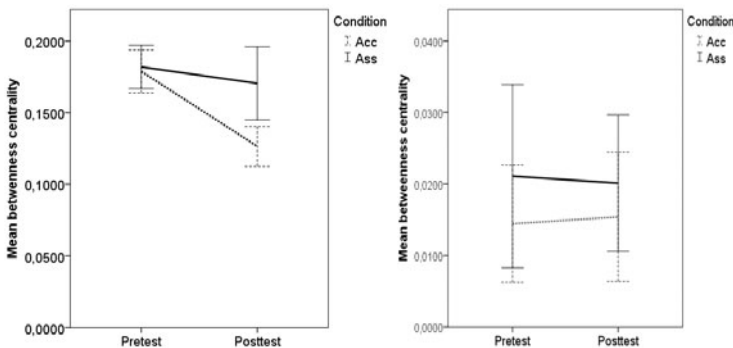 Condition
Acc
Ass
Mean betwenness centrality
0,2000
0,1500
0,1000
0,0500
0,0000
Pretest
Posttest
Condition
Acc
Ass
Mean betweenness centrality
0,0400
0,0300
0,0200
0,0100
0,0000
Pretest
Posttest